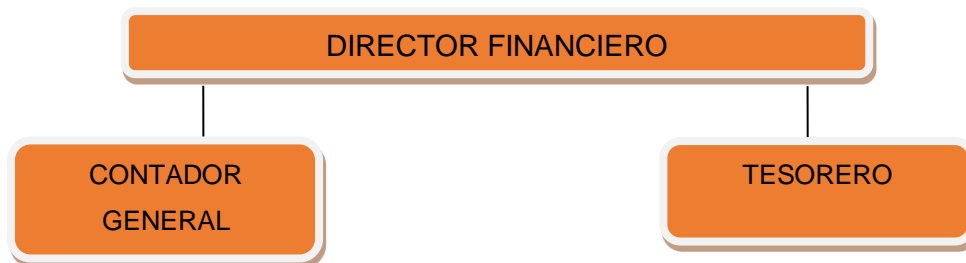 DIRECTOR FINANCIERO
CONTADOR
GENERAL
TESORERO